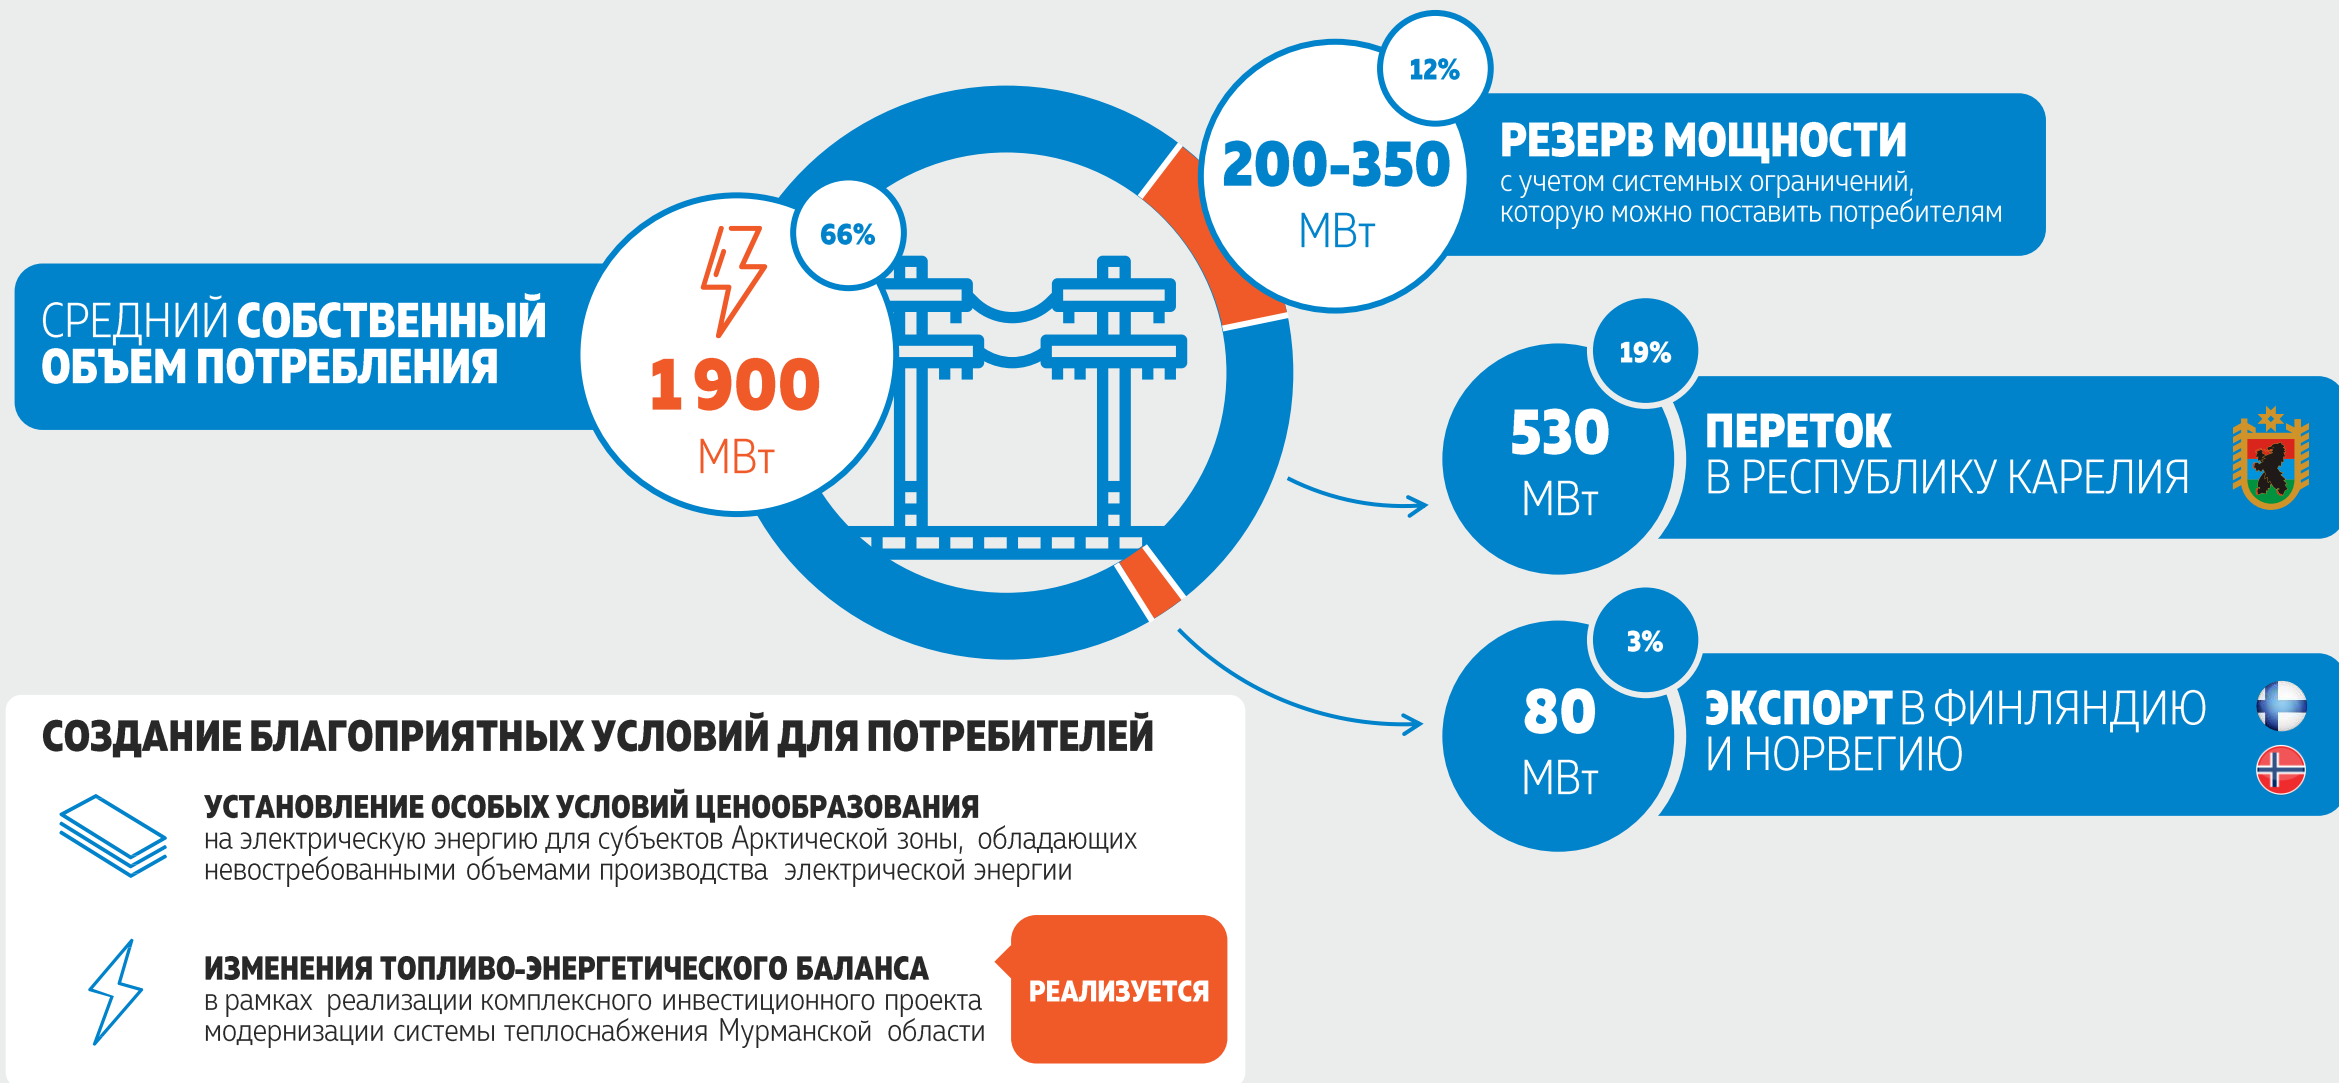 12%
200-350
МВт
РЕЗЕРВ МОЩНОСТИ
с учетом системных ограничений,
которую можно поставить потребителям
66%
1 900
МВт
СРЕДНИЙ СОБСТВЕННЫЙ
ОБЪЕМ ПОТРЕБЛЕНИЯ
19%
530
МВт
ПЕРЕТОК
В РЕСПУБЛИКУ КАРЕЛИЯ
3%
80
МВт
ЭКСПОРТ В ФИНЛЯНДИЮ
И НОРВЕГИЮ
СОЗДАНИЕ БЛАГОПРИЯТНЫХ УСЛОВИЙ ДЛЯ ПОТРЕБИТЕЛЕЙ
УСТАНОВЛЕНИЕ ОСОБЫХ УСЛОВИЙ ЦЕНООБРАЗОВАНИЯ
на электрическую энергию для субъектов Арктической зоны, обладающих
невостребованными объемами производства электрической энергии
ИЗМЕНЕНИЯ ТОПЛИВО-ЭНЕРГЕТИЧЕСКОГО БАЛАНСА
в рамках реализации комплексного инвестиционного проекта
модернизации системы теплоснабжения Мурманской области
РЕАЛИЗУЕТСЯ